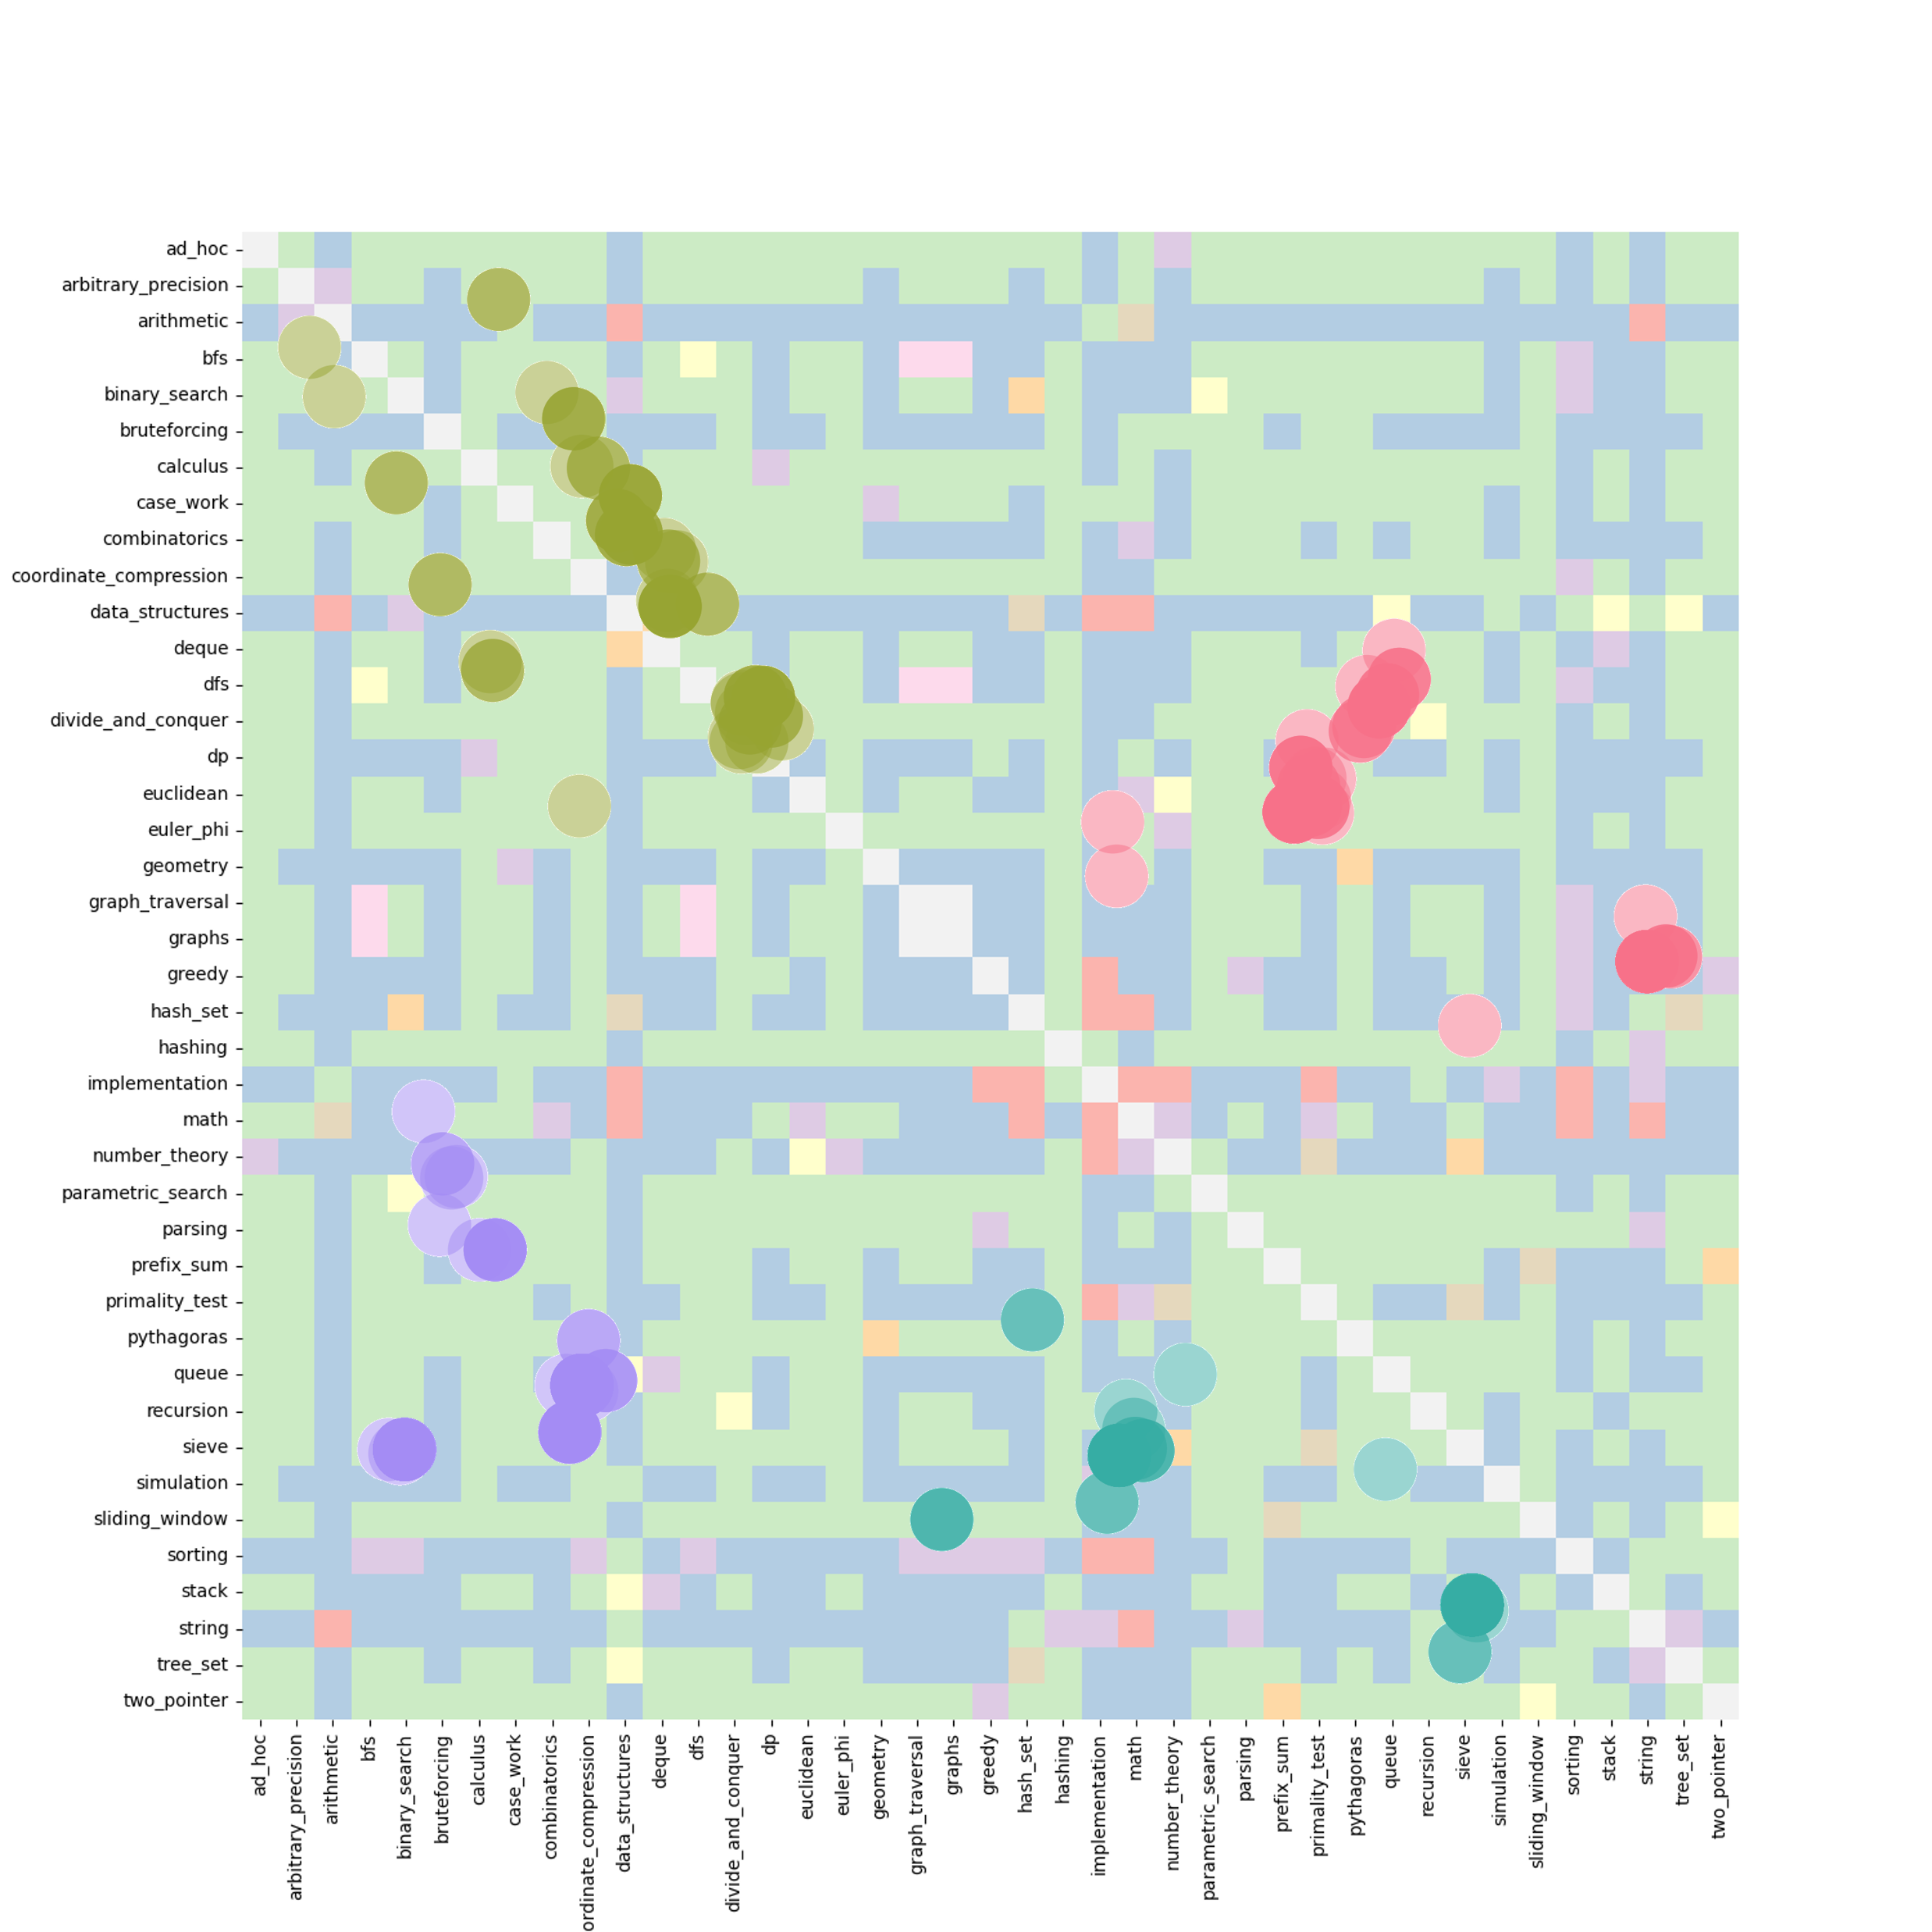 ad_hoc
arbitrary_precision
arithmetic
bfs
binary_search
bruteforcing
calculus
case_work
combinatorics
coordinate_compression
data_structures
deque
dfs
divide_and_conquer
dp
euclidean
euler_phi
geometry
graph_traversal
graphs
greedy
hash_set
hashing
implementation
math
number_theory
parametric_search
parsing
prefix_sum
primality_test
pythagoras
queue
recursion
sieve
simulation
sliding_window
sorting
stack
string
tree_set
two_pointer
ad_hoc
arbitrary_precision
arithmetic
bfs
binary_search
bruteforcing
calculus
case_work
combinatorics
ordinate_compression
data_structures
deque
dfs
divide_and_conquer
dp
euclidean
euler_phi
geometry
graph_traversal
graphs
greedy
hash_set
hashing
implementation
math
number_theory
parametric_search
parsing
prefix_sum
primality_test
pythagoras
queue
recursion
sieve
simulation
sliding_window
sorting
stack
string
tree_set
two_pointer